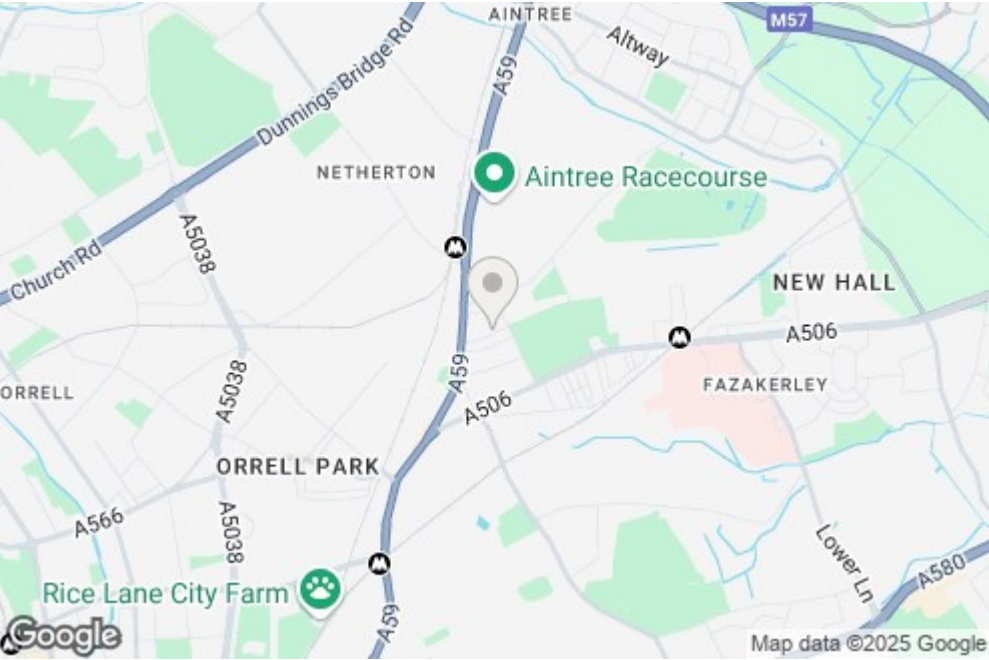 AINTREE
M57
Altway
Dunnings Bridge Rd
A59
NETHERTON
Aintree Racecourse
A5038
Church Rd
NEW HALL
A506
A59
ORRELL
A5038
FAZAKERLEY
A506
ORRELL PARK
A566
A5038
Lower Ln
A580
Rice Lane City Farm
A59
Google
Map data ©2025 Google